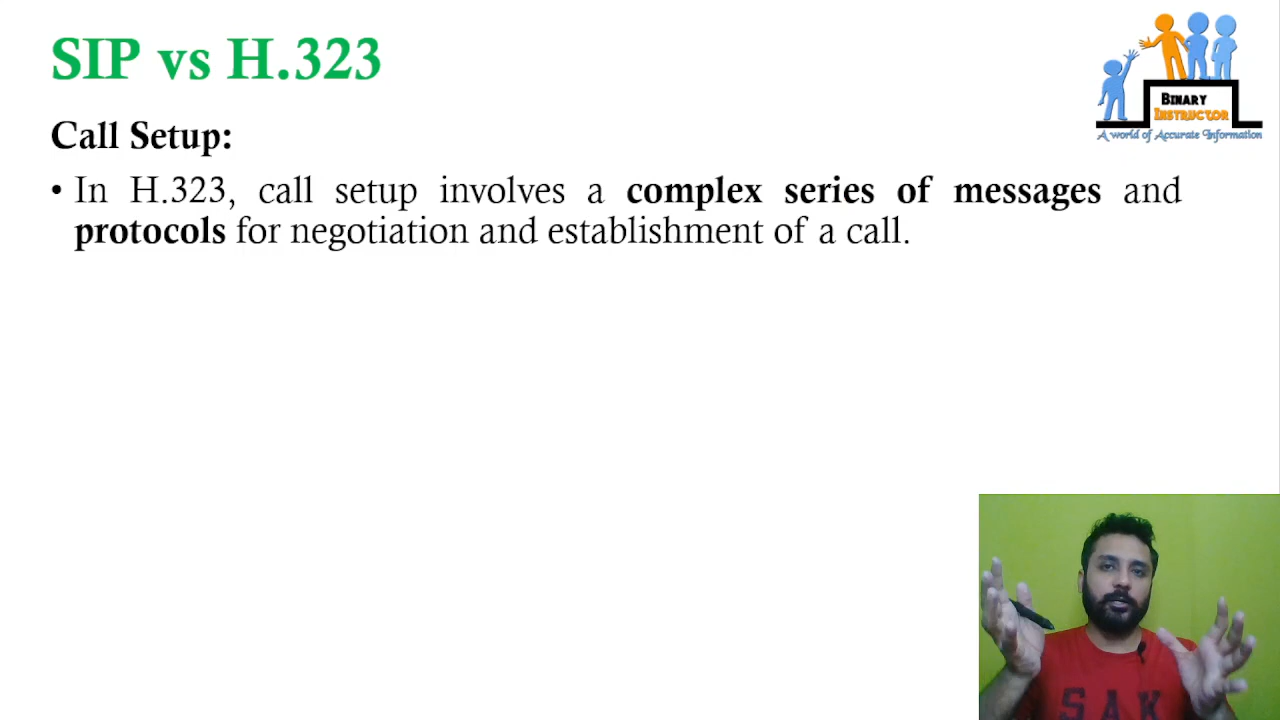 SIP vs H.323
BINARY
INSTRUCTOR
A world of Accurate Information
Call Setup:
• In H.323, call setup involves a complex series of messages and
protocols for negotiation and establishment of a call.
SAK